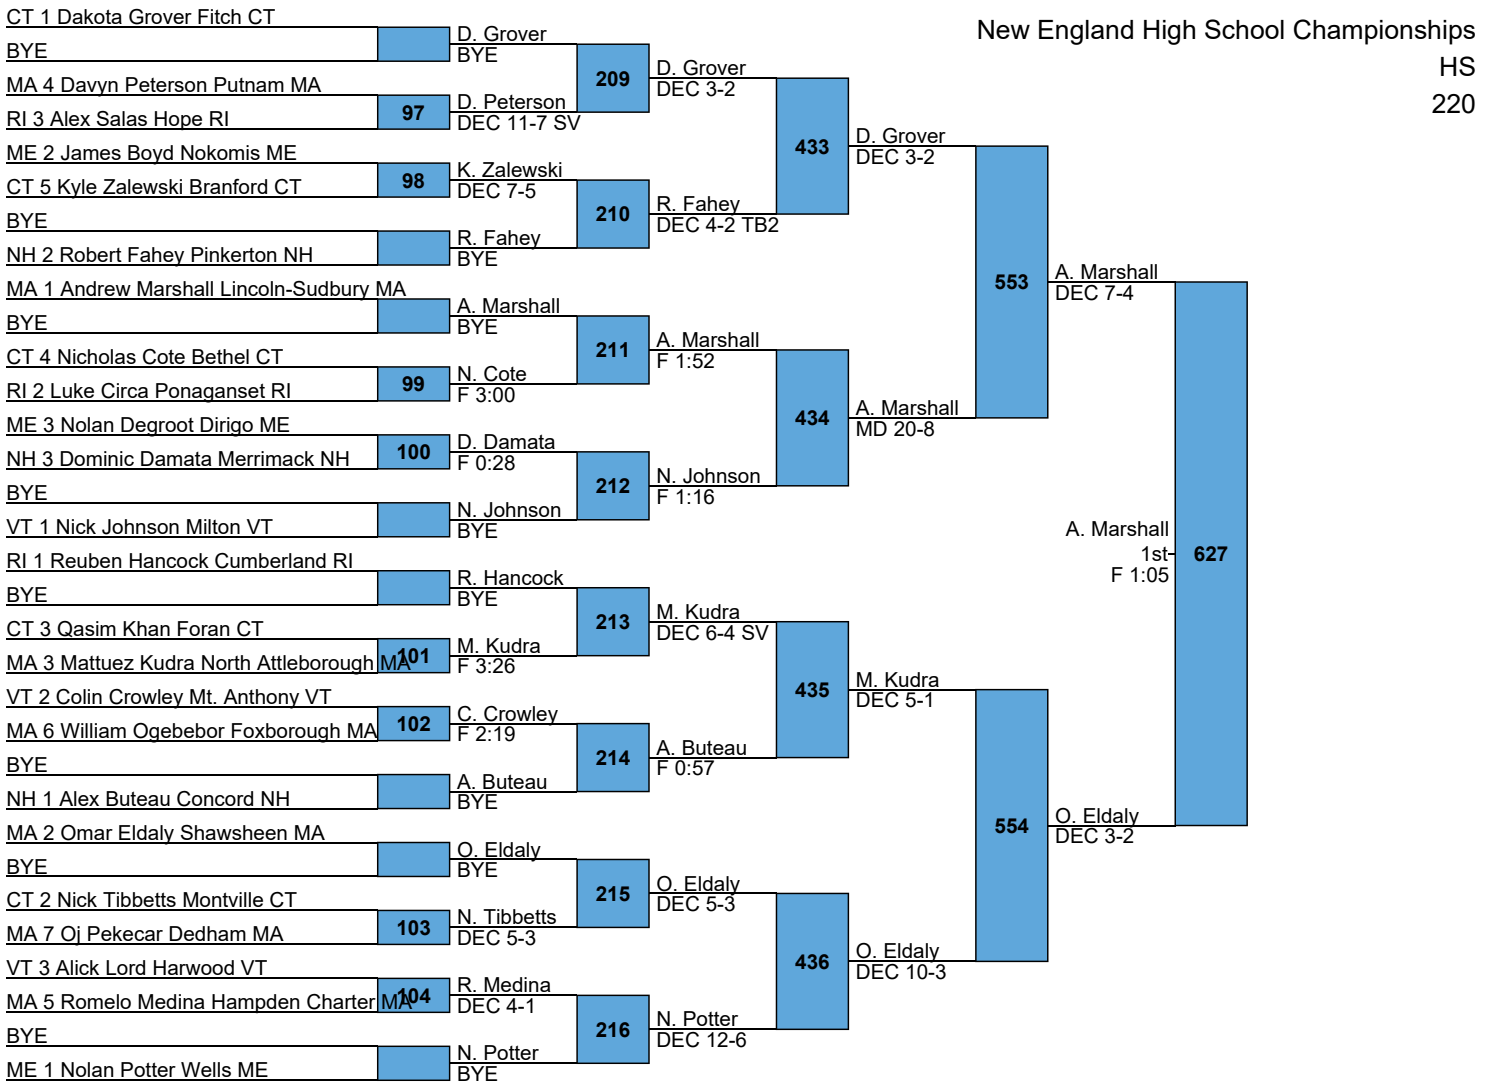 New England High School Championships
HS
220
CT 1 Dakota Grover Fitch CT
BYE
MA 4 Davyn Peterson Putnam MA
RI 3 Alex Salas Hope RI
ME 2 James Boyd Nokomis ME
CT 5 Kyle Zalewski Branford CT
BYE
NH 2 Robert Fahey Pinkerton NH
MA 1 Andrew Marshall Lincoln-Sudbury MA
BYE
CT 4 Nicholas Cote Bethel CT
RI 2 Luke Circa Ponaganset RI
ME 3 Nolan Degroot Dirigo ME
NH 3 Dominic Damata Merrimack NH
BYE
VT 1 Nick Johnson Milton VT
RI 1 Reuben Hancock Cumberland RI
BYE
CT 3 Qasim Khan Foran CT
MA 3 Mattuez Kudra North Attleborough MA
VT 2 Colin Crowley Mt. Anthony VT
MA 6 William Ogebebor Foxborough MA
BYE
NH 1 Alex Buteau Concord NH
MA 2 Omar Eldaly Shawsheen MA
BYE
CT 2 Nick Tibbetts Montville CT
MA 7 Oj Pekecar Dedham MA
VT 3 Alick Lord Harwood VT
MA 5 Romelo Medina Hampden Charter MA
BYE
ME 1 Nolan Potter Wells ME
97
98
99
100
101
102
103
104
D. Grover
BYE
D. Peterson
DEC 11-7 SV
K. Zalewski
DEC 7-5
R. Fahey
BYE
A. Marshall
BYE
N. Cote
F 3:00
D. Damata
F 0:28
N. Johnson
BYE
R. Hancock
BYE
M. Kudra
F 3:26
C. Crowley
F 2:19
A. Buteau
BYE
O. Eldaly
BYE
N. Tibbetts
DEC 5-3
R. Medina
DEC 4-1
N. Potter
BYE
209
210
211
212
213
214
215
216
D. Grover
DEC 3-2
R. Fahey
DEC 4-2 TB2
A. Marshall
F 1:52
N. Johnson
F 1:16
M. Kudra
DEC 6-4 SV
A. Buteau
F 0:57
O. Eldaly
DEC 5-3
N. Potter
DEC 12-6
433
434
435
436
D. Grover
DEC 3-2
A. Marshall
MD 20-8
M. Kudra
DEC 5-1
O. Eldaly
DEC 10-3
553
554
A. Marshall
DEC 7-4
O. Eldaly
DEC 3-2
A. Marshall
1st
F 1:05
627